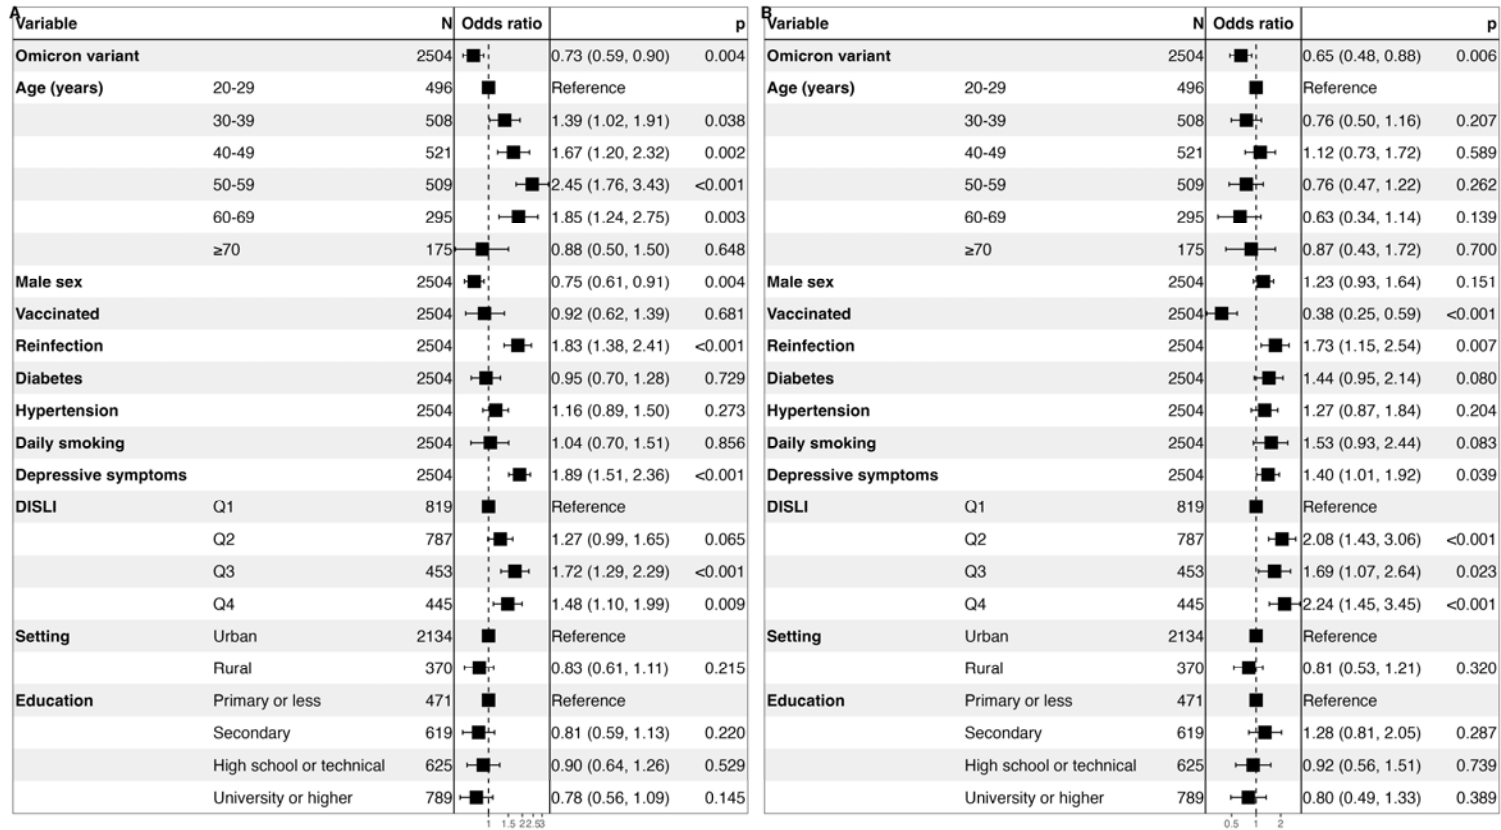 A
Variable N Odds ratio p
Omicron variant 2504 0.73 (0.59, 0.90) 0.004
Age (years) 20-29 496 Reference
30-39 508 1.39 (1.02, 1.91) 0.038
40-49 521 1.67 (1.20, 2.32) 0.002
50-59 509 2.45 (1.76, 3.43) <0.001
60-69 295 1.85 (1.24, 2.75) 0.003
≥70 175 0.88 (0.50, 1.50) 0.648
Male sex 2504 0.75 (0.61, 0.91) 0.004
Vaccinated 2504 0.92 (0.62, 1.39) 0.681
Reinfection 2504 1.83 (1.38, 2.41) <0.001
Diabetes 2504 0.95 (0.70, 1.28) 0.729
Hypertension 2504 1.16 (0.89, 1.50) 0.273
Daily smoking 2504 1.04 (0.70, 1.51) 0.856
Depressive symptoms 2504 1.89 (1.51, 2.36) <0.001
DISLI Q1 819 Reference
Q2 787 1.27 (0.99, 1.65) 0.065
Q3 453 1.72 (1.29, 2.29) <0.001
Q4 445 1.48 (1.10, 1.99) 0.009
Setting Urban 2134 Reference
Rural 370 0.83 (0.61, 1.11) 0.215
Education Primary or less 471 Reference
Secondary 619 0.81 (0.59, 1.13) 0.220
High school or technical 625 0.90 (0.64, 1.26) 0.529
University or higher 789 0.78 (0.56, 1.09) 0.145
1 1.5 2 2.5 3
B
Variable N Odds ratio p
Omicron variant 2504 0.65 (0.48, 0.88) 0.006
Age (years) 20-29 496 Reference
30-39 508 0.76 (0.50, 1.16) 0.207
40-49 521 1.12 (0.73, 1.72) 0.589
50-59 509 0.76 (0.47, 1.22) 0.262
60-69 295 0.63 (0.34, 1.14) 0.139
≥70 175 0.87 (0.43, 1.72) 0.700
Male sex 2504 1.23 (0.93, 1.64) 0.151
Vaccinated 2504 0.38 (0.25, 0.59) <0.001
Reinfection 2504 1.73 (1.15, 2.54) 0.007
Diabetes 2504 1.44 (0.95, 2.14) 0.080
Hypertension 2504 1.27 (0.87, 1.84) 0.204
Daily smoking 2504 1.53 (0.93, 2.44) 0.083
Depressive symptoms 2504 1.40 (1.01, 1.92) 0.039
DISLI Q1 819 Reference
Q2 787 2.08 (1.43, 3.06) <0.001
Q3 453 1.69 (1.07, 2.64) 0.023
Q4 445 2.24 (1.45, 3.45) <0.001
Setting Urban 2134 Reference
Rural 370 0.81 (0.53, 1.21) 0.320
Education Primary or less 471 Reference
Secondary 619 1.28 (0.81, 2.05) 0.287
High school or technical 625 0.92 (0.56, 1.51) 0.739
University or higher 789 0.80 (0.49, 1.33) 0.389
0.5 1 2